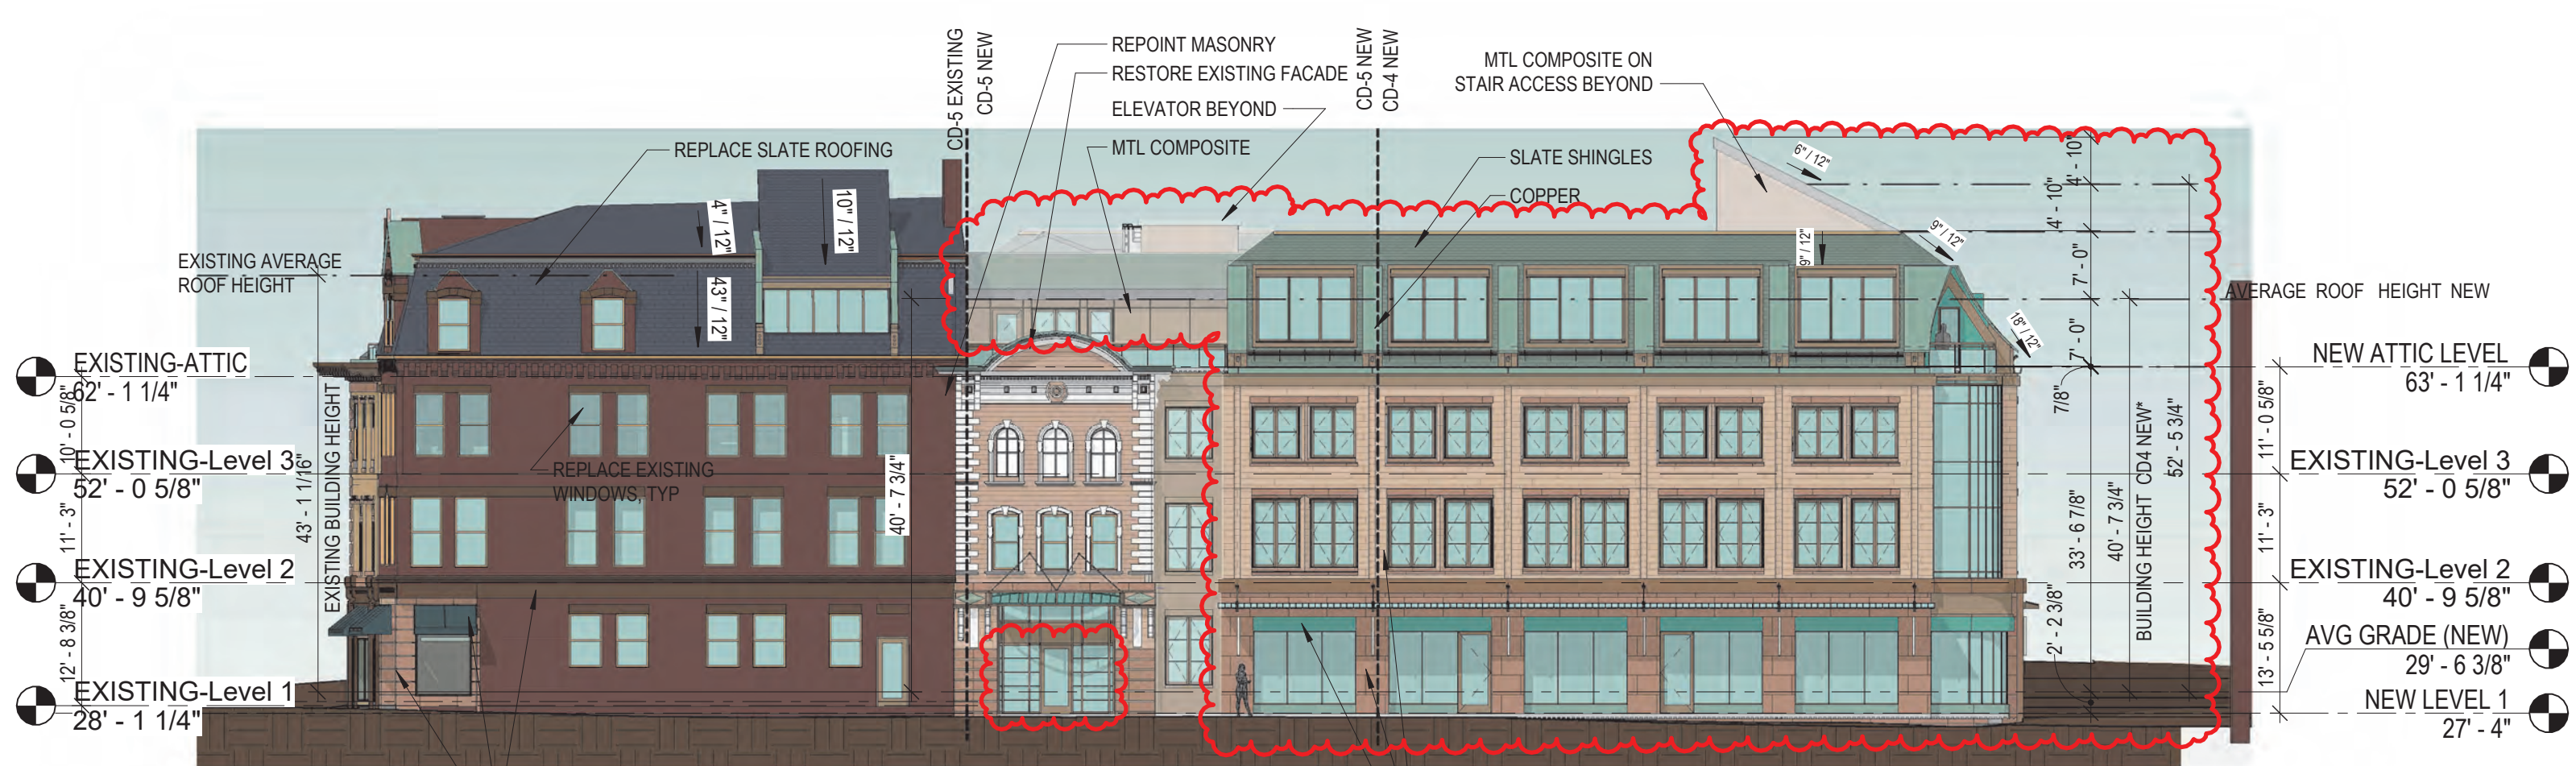 CD-5 EXISTING
CD-5 NEW
REPOINT MASONRY
RESTORE EXISTING FACADE
ELEVATOR BEYOND
MTL COMPOSITE
CD-5 NEW
CD-4 NEW
MTL COMPOSITE ON
STAIR ACCESS BEYOND
SLATE SHINGLES
COPPER
REPLACE SLATE ROOFING
4" / 12"
10" / 12"
43" / 12"
6" / 12"
9" / 12"
9" / 12"
18" / 12"
4' - 10"
4' - 10"
7' - 0"
7' - 0"
EXISTING AVERAGE
ROOF HEIGHT
AVERAGE ROOF HEIGHT NEW
EXISTING-ATTIC
62' - 1 1/4"
10' - 0 5/8"
EXISTING-Level 3
52' - 0 5/8"
11' - 3"
EXISTING-Level 2
40' - 9 5/8"
12' - 8 3/8"
EXISTING-Level 1
28' - 1 1/4"
43' - 1 1/16"
EXISTING BUILDING HEIGHT
REPLACE EXISTING
WINDOWS, TYP
40' - 7 3/4"
7/8"
33' - 6 7/8"
2' - 2 3/8"
40' - 7 3/4"
BUILDING HEIGHT CD4 NEW*
52' - 5 3/4"
NEW ATTIC LEVEL
63' - 1 1/4"
11' - 0 5/8"
EXISTING-Level 3
52' - 0 5/8"
11' - 3"
EXISTING-Level 2
40' - 9 5/8"
13' - 5 5/8"
AVG GRADE (NEW)
29' - 6 3/8"
NEW LEVEL 1
27' - 4"